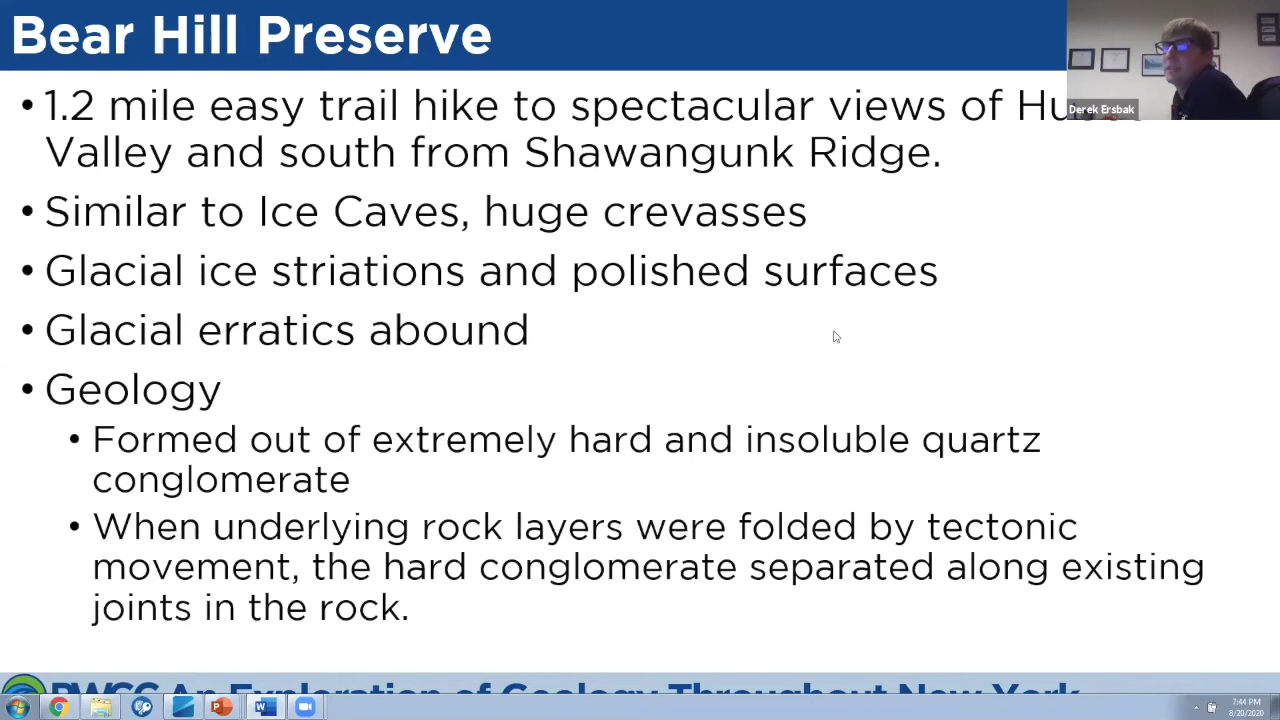 Bear Hill Preserve
Derek Ersbak
• 1.2 mile easy trail hike to spectacular views of
Valley and south from Shawangunk Ridge.
• Similar to Ice Caves, huge crevasses
• Glacial ice striations and polished surfaces
• Glacial erratics abound
• Geology
• Formed out of extremely hard and insoluble quartz
conglomerate
• When underlying rock layers were folded by tectonic
movement, the hard conglomerate separated along existing
joints in the rock.
An Exploration of Geology Throughout New York
7:44 PM
8/20/2020